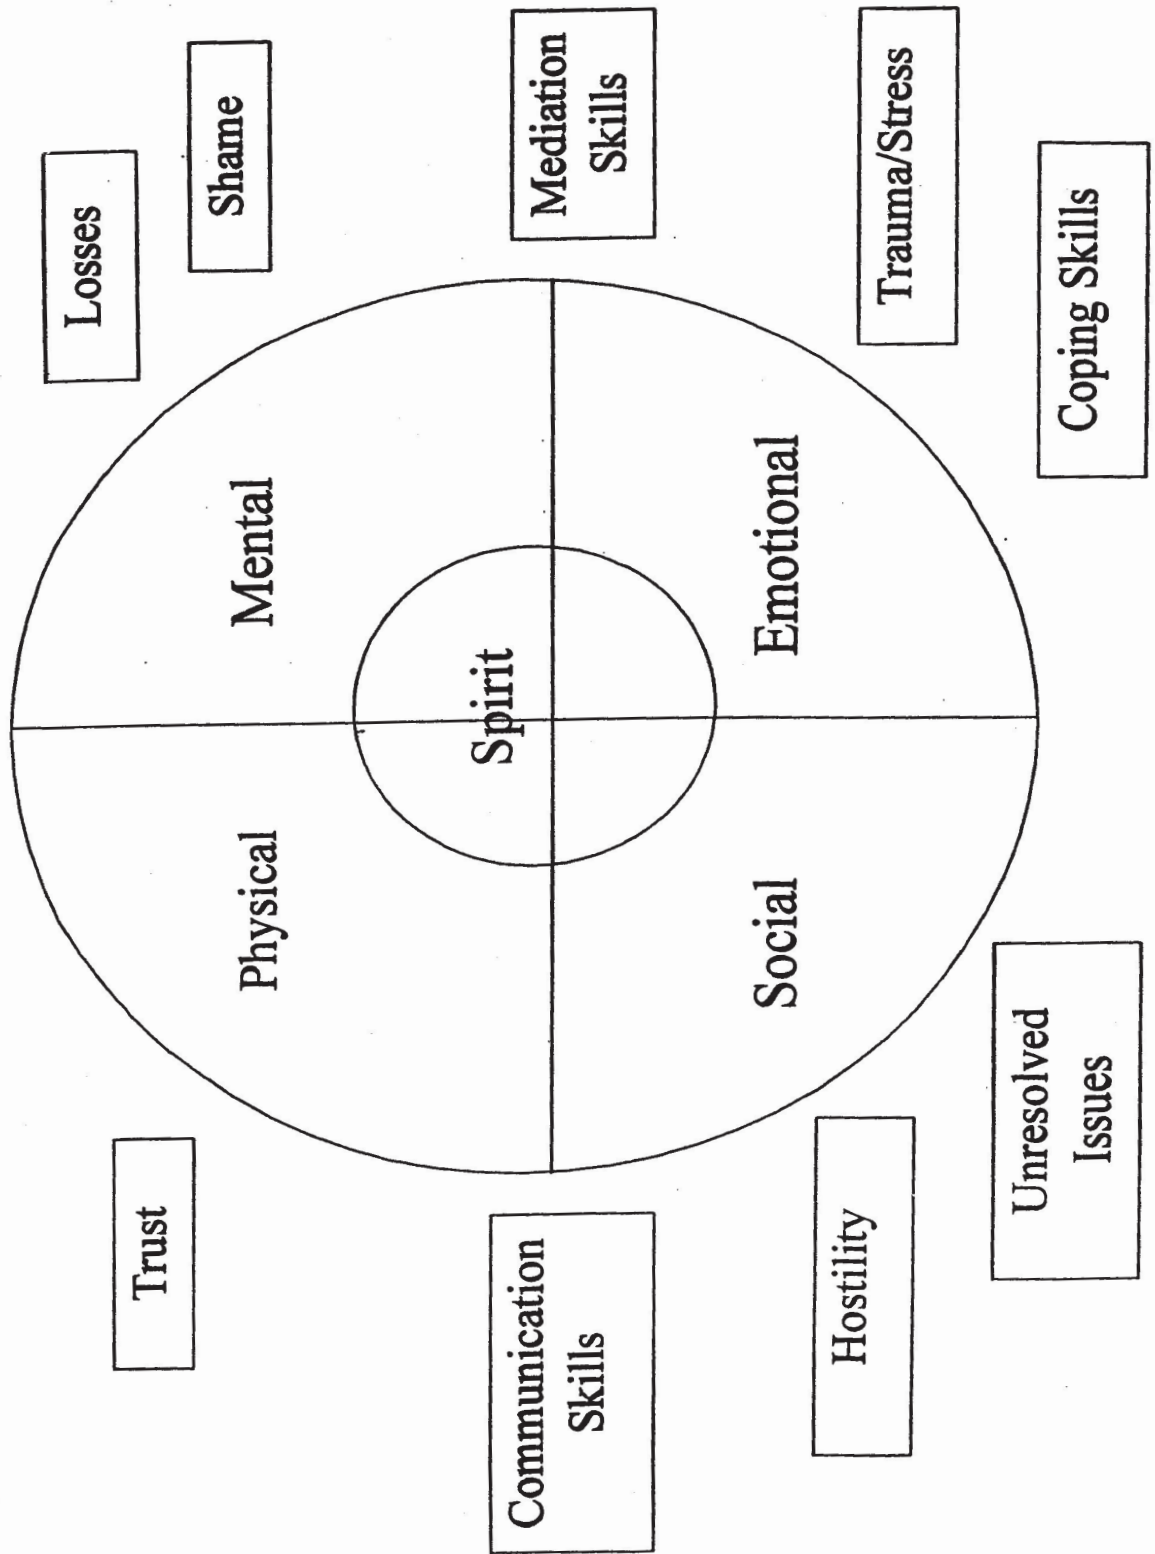 Losses
Trust
Shame
Physical
Mental
Spirit
Communication
Skills
Mediation
Skills
Social
Emotional
Hostility
Trauma/Stress
Unresolved
Issues
Coping Skills